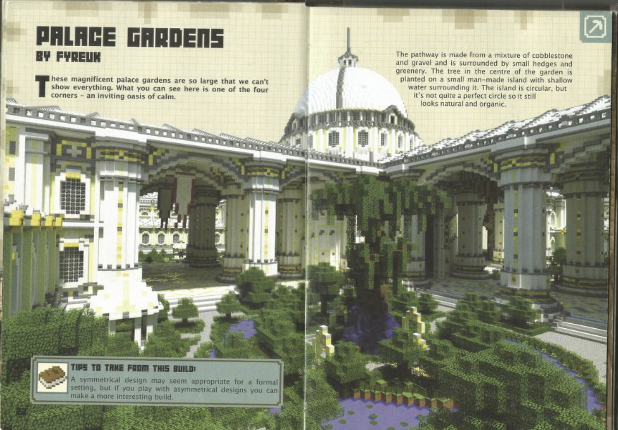 PALACE GARDENS
BY FYREUK
These magnificent palace gardens are so large that we can't
show everything. What you can see here is one of the four
corners – an inviting oasis of calm.
The pathway is made from a mixture of cobblestone
and gravel and is surrounded by small hedges and
greenery. The tree in the centre of the garden is
planted on a small man-made island with shallow
water surrounding it. The island is circular, but
it's not quite a perfect circle so it still
looks natural and organic.
TIPS TO TAKE FROM THIS BUILD:
A symmetrical design may seem appropriate for a formal
setting, but if you play with asymmetrical designs you can
make a more interesting build.